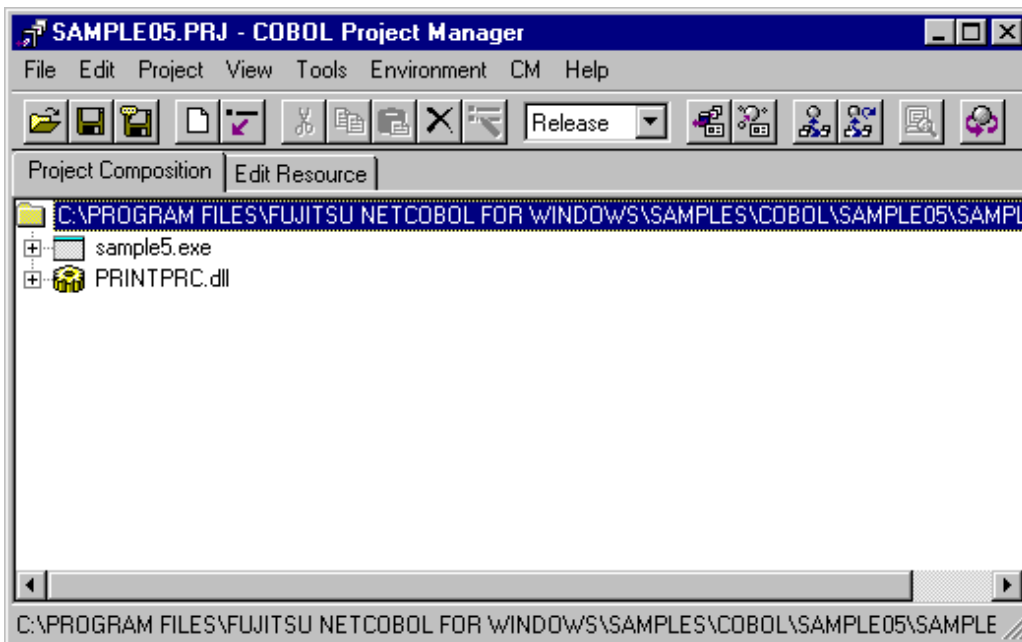 SAMPLE05.PRJ - COBOL Project Manager
File Edit Project View Tools Environment CM Help
Release
Project Composition Edit Resource
C:\PROGRAM FILES\FUJITSU NETCOBOL FOR WINDOWS\SAMPLES\COBOL\SAMPLE05\SAMPL
sample5.exe
PRINTPRC.dll
C:\PROGRAM FILES\FUJITSU NETCOBOL FOR WINDOWS\SAMPLES\COBOL\SAMPLE05\SAMPLE